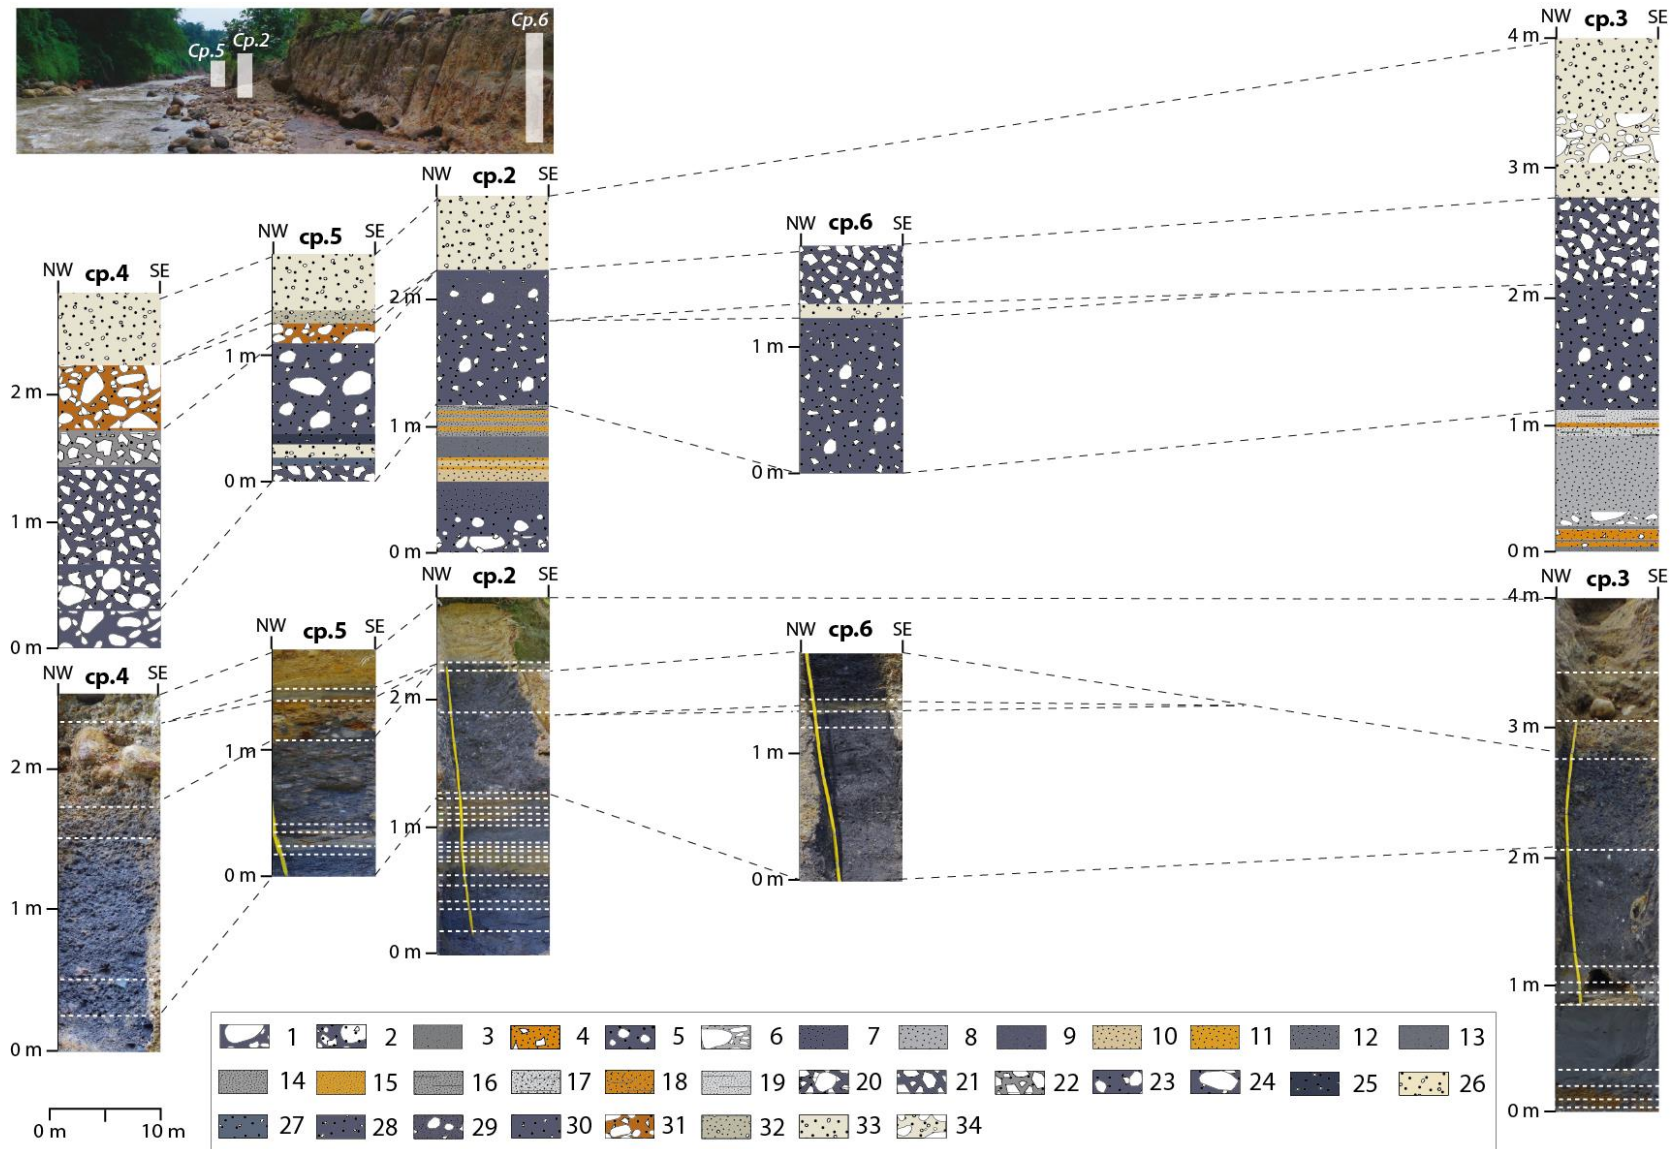 Cp.5 Cp.2 Cp.6
NW cp.3 SE
4 m
3 m
2 m
1 m
0 m
NW cp.2 SE
2 m
1 m
0 m
NW cp.5 SE
1 m
0 m
NW cp.6 SE
1 m
0 m
NW cp.4 SE
2 m
1 m
0 m
NW cp.2 SE
2 m
1 m
0 m
NW cp.3 SE
4 m
3 m
2 m
1 m
0 m
NW cp.5 SE
1 m
0 m
NW cp.6 SE
1 m
0 m
NW cp.4 SE
2 m
1 m
0 m
1 2 3 4 5 6 7 8 9 10 11 12 13
14 15 16 17 18 19 20 21 22 23 24 25 26
27 28 29 30 31 32 33 34
0 m 10 m